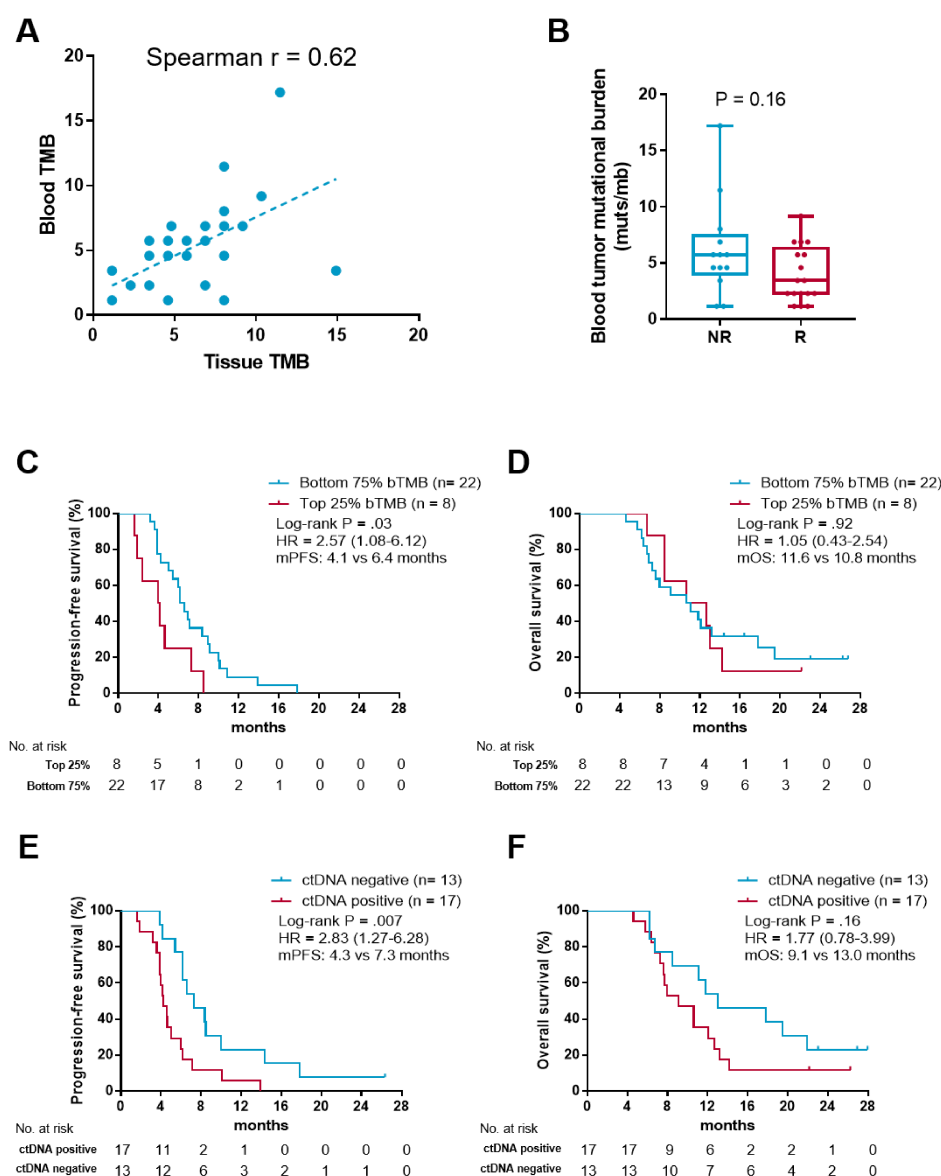 A
Spearman r = 0.62
Blood TMB
20
15
10
5
0
0 5 10 15 20
Tissue TMB
B
P = 0.16
Blood tumor mutational burden
(muts/mb)
20
15
10
5
0
NR R
C
Bottom 75% bTMB (n= 22)
Top 25% bTMB (n = 8)
Log-rank P = .03
HR = 2.57 (1.08-6.12)
mPFS: 4.1 vs 6.4 months
Progression-free survival (%)
100
80
60
40
20
0
0 4 8 12 16 20 24 28
months
No. at risk
Top 25% 8 5 1 0 0 0 0 0
Bottom 75% 22 17 8 2 1 0 0 0
D
Bottom 75% bTMB (n= 22)
Top 25% bTMB (n = 8)
Log-rank P = .92
HR = 1.05 (0.43-2.54)
mOS: 11.6 vs 10.8 months
Overall survival (%)
100
80
60
40
20
0
0 4 8 12 16 20 24 28
months
No. at risk
Top 25% 8 8 7 4 1 1 0 0
Bottom 75% 22 22 13 9 6 3 2 0
E
ctDNA negative (n= 13)
ctDNA positive (n = 17)
Log-rank P = .007
HR = 2.83 (1.27-6.28)
mPFS: 4.3 vs 7.3 months
Progression-free survival (%)
100
80
60
40
20
0
0 4 8 12 16 20 24 28
months
No. at risk
ctDNA positive 17 11 2 1 0 0 0 0
ctDNA negative 13 12 6 3 2 1 1 0
F
ctDNA negative (n= 13)
ctDNA positive (n = 17)
Log-rank P = .16
HR = 1.77 (0.78-3.99)
mOS: 9.1 vs 13.0 months
Overall survival (%)
100
80
60
40
20
0
0 4 8 12 16 20 24 28
months
No. at risk
ctDNA positive 17 17 9 6 2 2 1 0
ctDNA negative 13 13 10 7 6 4 2 0